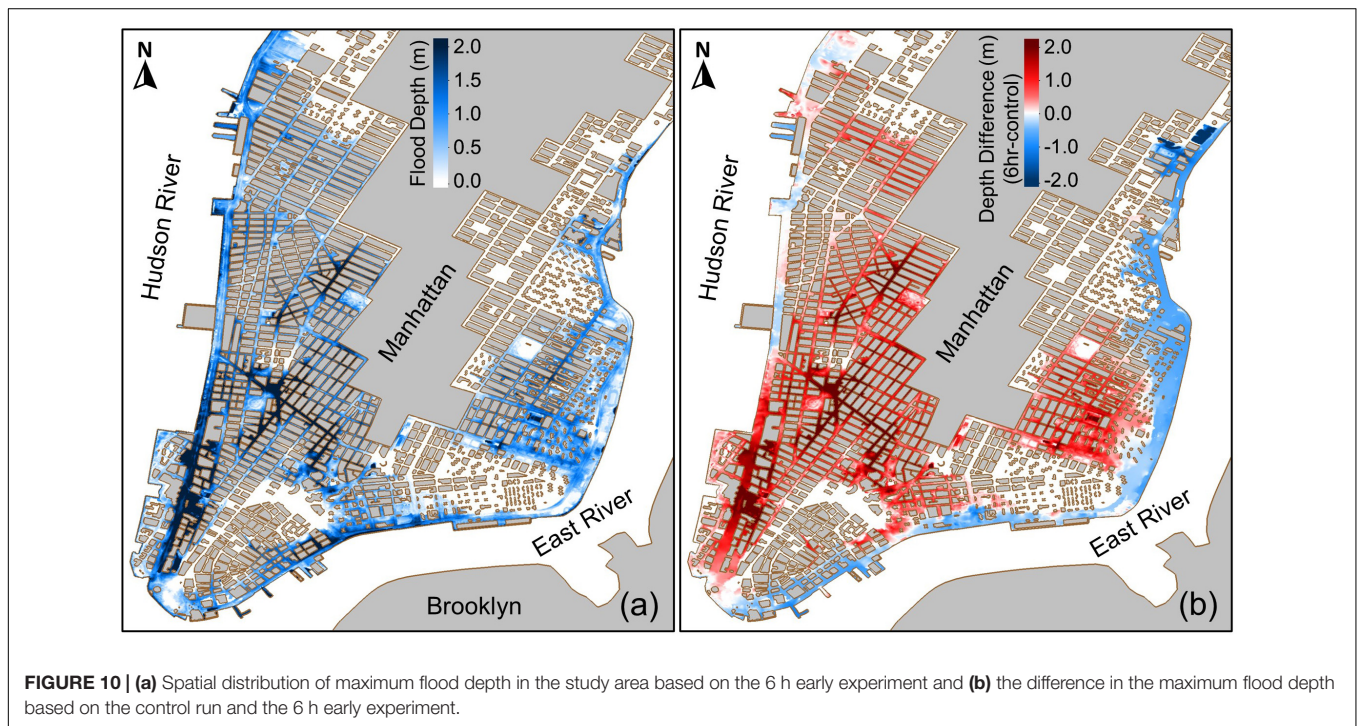 N
Flood Depth (m)
2.0
1.5
1.0
0.5
0.0
Hudson River
Manhattan
East River
Brooklyn
(a)
N
Depth Difference (m)
(6hr-control)
2.0
1.0
0.0
-1.0
-2.0
Hudson River
Manhattan
East River
(b)
FIGURE 10 | (a) Spatial distribution of maximum flood depth in the study area based on the 6 h early experiment and (b) the difference in the maximum flood depth
based on the control run and the 6 h early experiment.